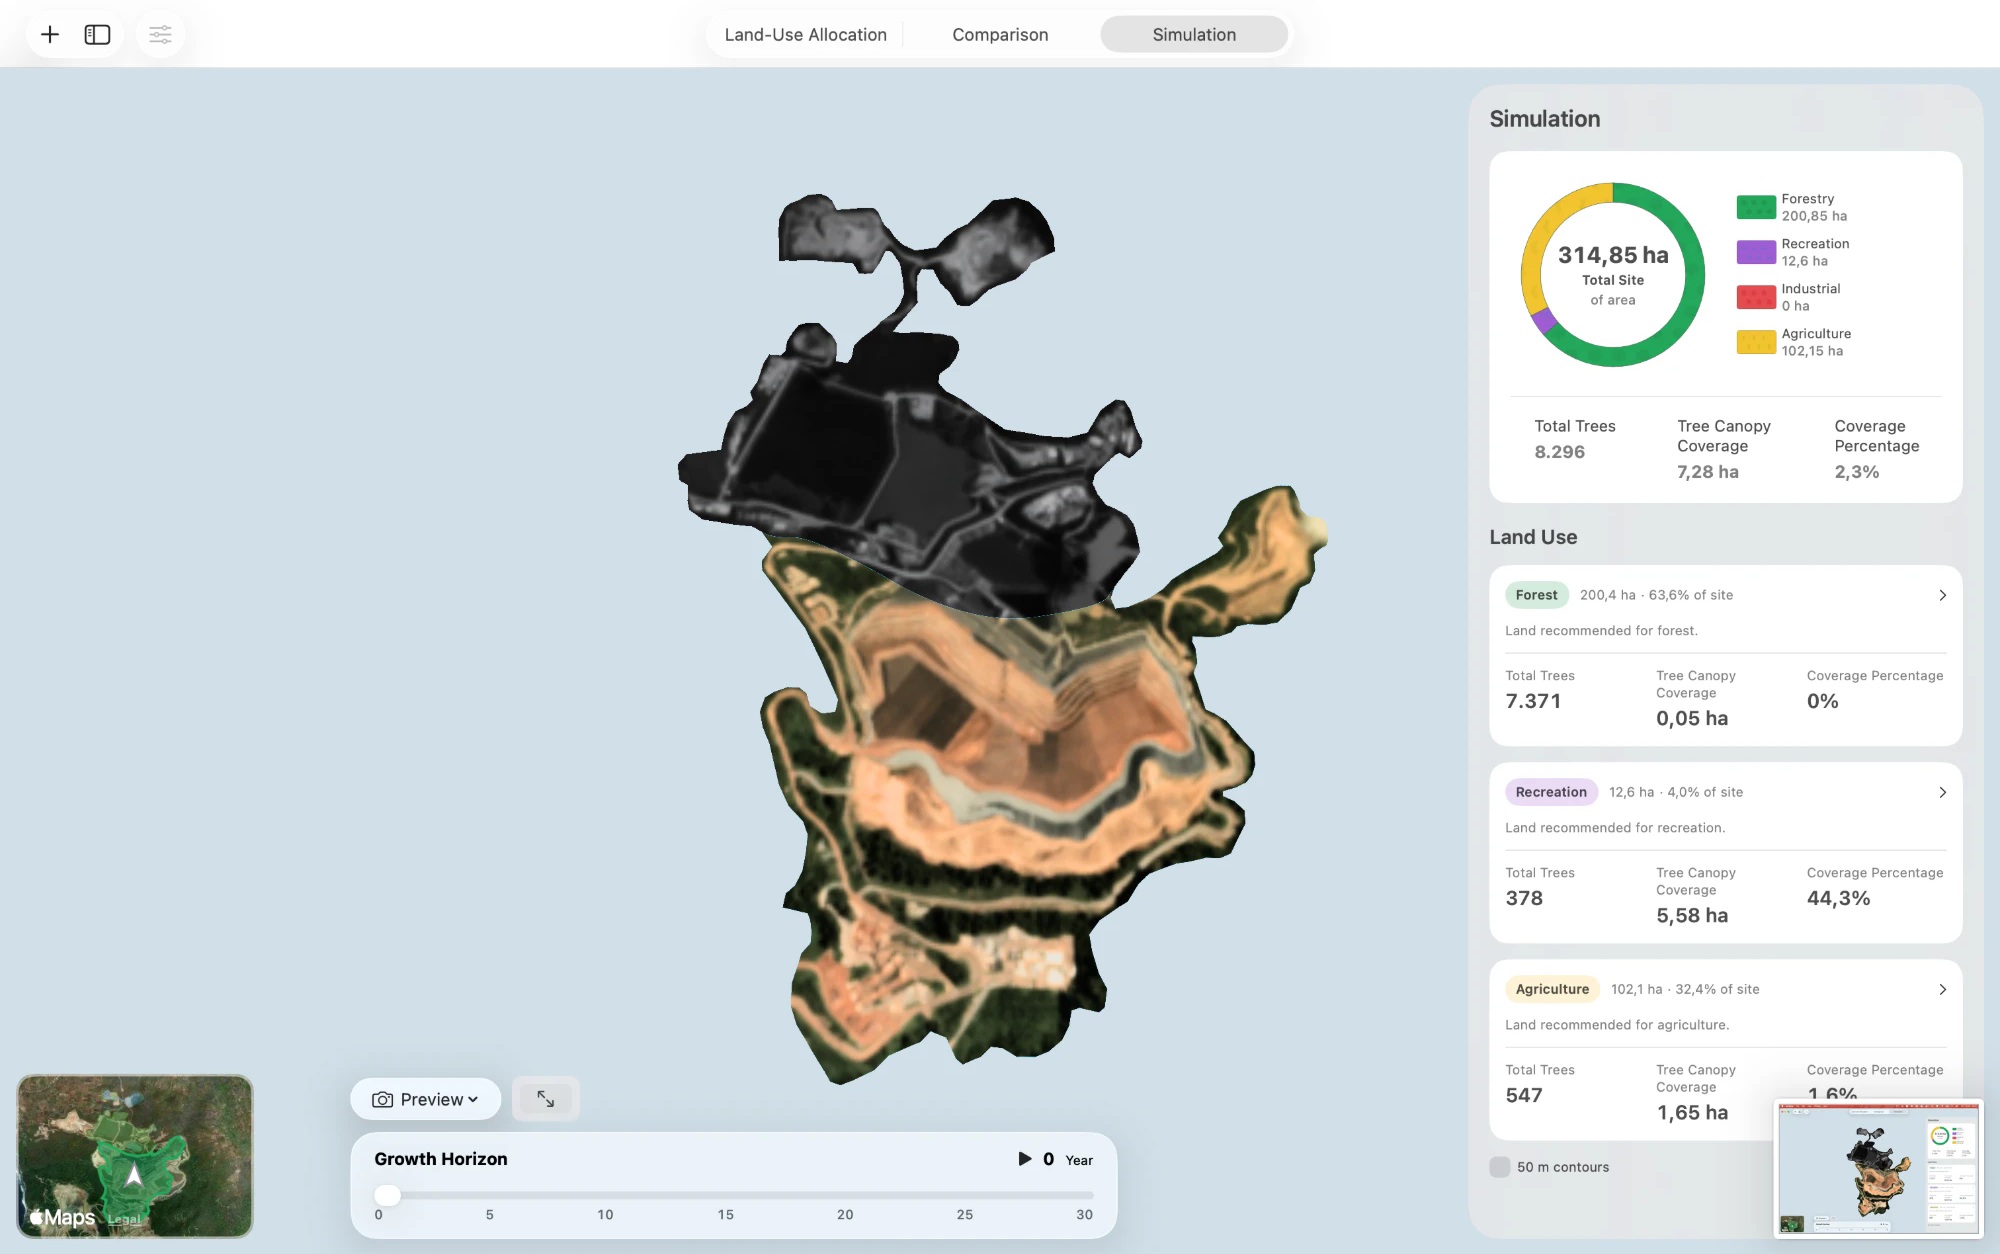 Land-Use Allocation
Comparison
Simulation
Simulation
314,85 ha
Total Site
of area
Forestry
200,85 ha
Recreation
12,6 ha
Industrial
0 ha
Agriculture
102,15 ha
Total Trees
8.296
Tree Canopy
Coverage
7,28 ha
Coverage
Percentage
2,3%
Land Use
Forest 200,4 ha · 63,6% of site
Land recommended for forest.
Total Trees
7.371
Tree Canopy
Coverage
0,05 ha
Coverage Percentage
0%
Recreation 12,6 ha · 4,0% of site
Land recommended for recreation.
Total Trees
378
Tree Canopy
Coverage
5,58 ha
Coverage Percentage
44,3%
Agriculture 102,1 ha · 32,4% of site
Land recommended for agriculture.
Total Trees
547
Tree Canopy
Coverage
1,65 ha
Coverage Percentage
1,6%
50 m contours
Preview
Growth Horizon
0 Year
0 5 10 15 20 25 30
Maps Legal